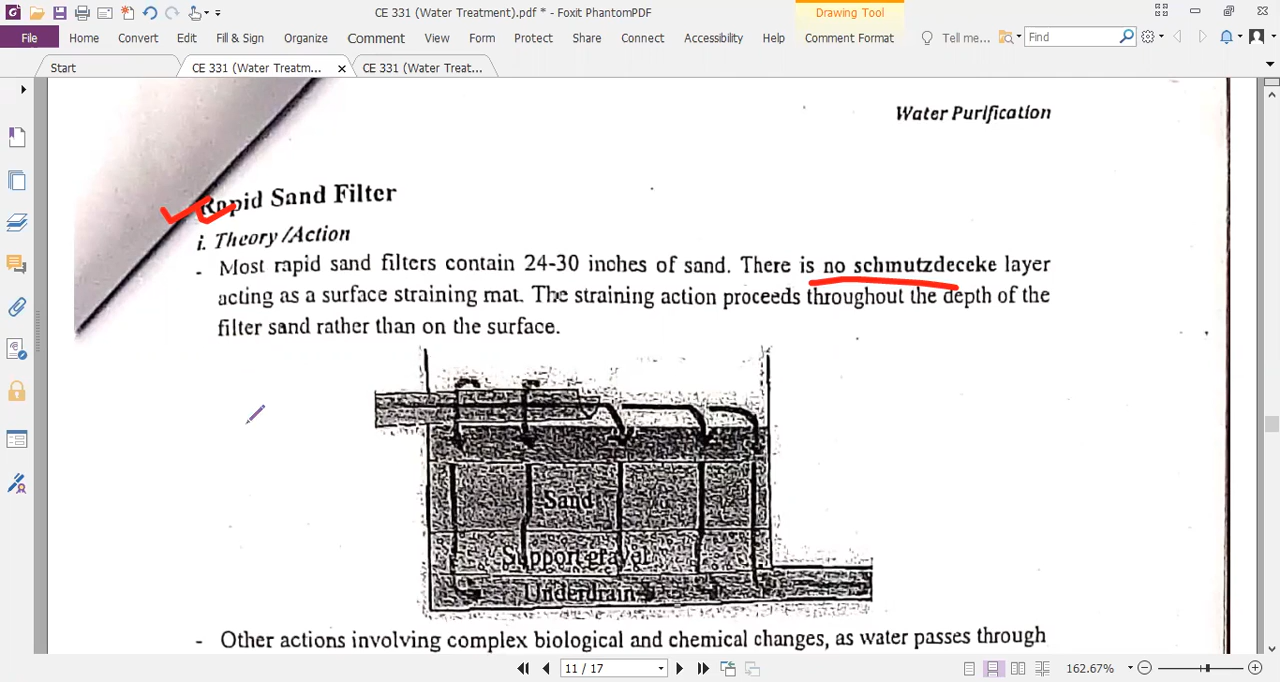 CE 331 (Water Treatment).pdf * - Foxit PhantomPDF
Drawing Tool
File Home Convert Edit Fill & Sign Organize Comment View Form Protect Share Connect Accessibility Help Comment Format Tell me... Find
Start CE 331 (Water Treatm... CE 331 (Water Treat...
Water Purification
Rapid Sand Filter
i. Theory/Action
- Most rapid sand filters contain 24-30 inches of sand. There is no schmutzdeceke layer
acting as a surface straining mat. The straining action proceeds throughout the depth of the
filter sand rather than on the surface.
Sand
Support gravel
Underdrain
- Other actions involving complex biological and chemical changes, as water passes through
11 / 17 162.67%